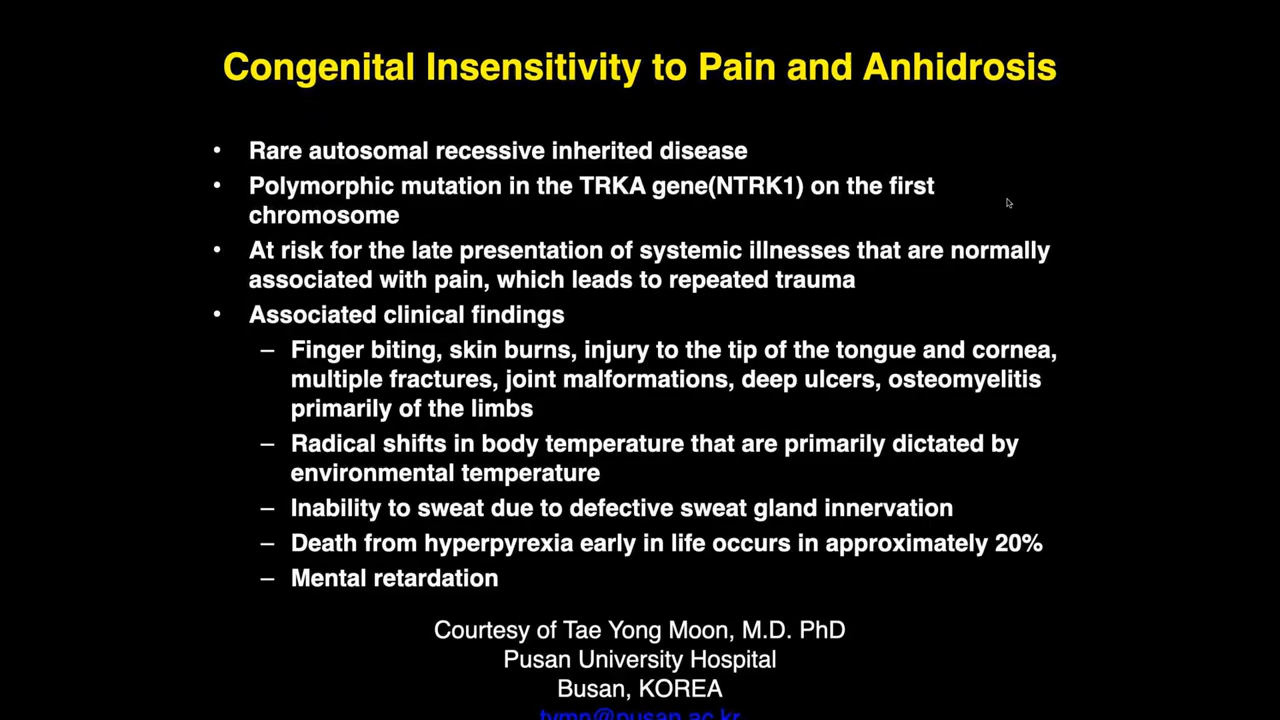 Congenital Insensitivity to Pain and Anhidrosis
• Rare autosomal recessive inherited disease
• Polymorphic mutation in the TRKA gene(NTRK1) on the first
chromosome
• At risk for the late presentation of systemic illnesses that are normally
associated with pain, which leads to repeated trauma
• Associated clinical findings
– Finger biting, skin burns, injury to the tip of the tongue and cornea,
multiple fractures, joint malformations, deep ulcers, osteomyelitis
primarily of the limbs
– Radical shifts in body temperature that are primarily dictated by
environmental temperature
– Inability to sweat due to defective sweat gland innervation
– Death from hyperpyrexia early in life occurs in approximately 20%
– Mental retardation
Courtesy of Tae Yong Moon, M.D. PhD
Pusan University Hospital
Busan, KOREA
tymn@pusan.ac.kr